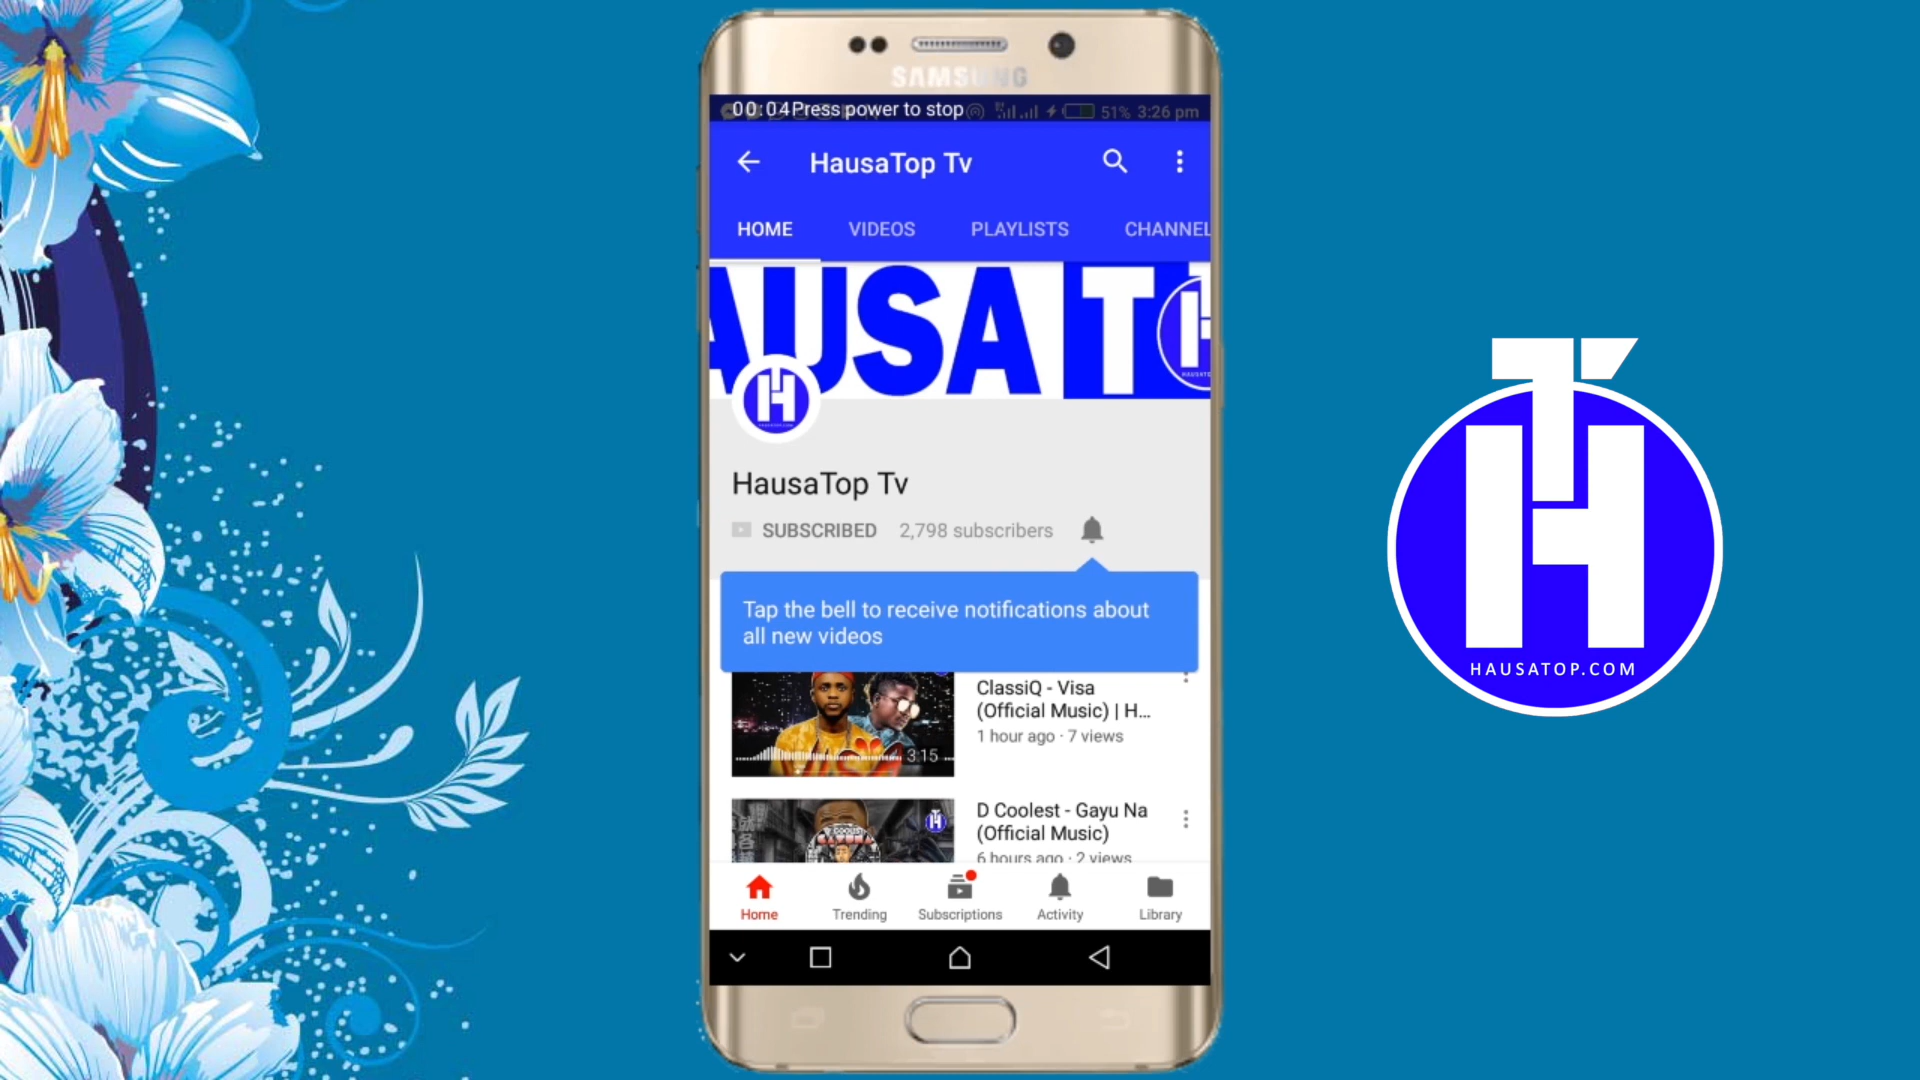 SAMSUNG
00:04Press power to stop
51% 3:26 pm
HausaTop Tv
HOME VIDEOS PLAYLISTS CHANNEL
AUSA T
HausaTop Tv
SUBSCRIBED 2,798 subscribers
Tap the bell to receive notifications about
all new videos
ClassiQ - Visa
(Official Music) | H...
1 hour ago · 7 views
3:15
D Coolest - Gayu Na
(Official Music)
6 hours ago · 2 views
Home Trending Subscriptions Activity Library
HAUSATOP.COM